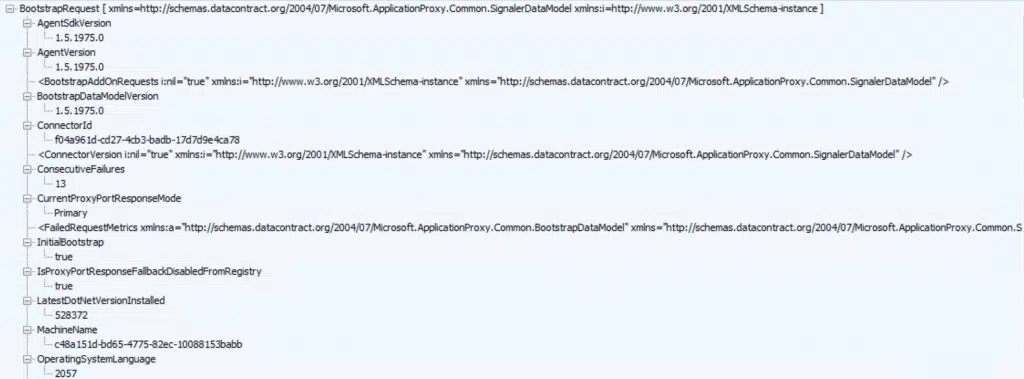 BootstrapRequest [ xmlns=http://schemas.datacontract.org/2004/07/Microsoft.ApplicationProxy.Common.SignalerDataModel xmlns:i=http://www.w3.org/2001/XMLSchema-instance ]
AgentSdkVersion
1.5.1975.0
AgentVersion
1.5.1975.0
<BootstrapAddOnRequests i:nil="true" xmlns:i="http://www.w3.org/2001/XMLSchema-instance" xmlns="http://schemas.datacontract.org/2004/07/Microsoft.ApplicationProxy.Common.SignalerDataModel" />
BootstrapDataModelVersion
1.5.1975.0
ConnectorId
f04a961d-cd27-4cb3-badb-17d7d9e4ca78
<ConnectorVersion i:nil="true" xmlns:i="http://www.w3.org/2001/XMLSchema-instance" xmlns="http://schemas.datacontract.org/2004/07/Microsoft.ApplicationProxy.Common.SignalerDataModel" />
ConsecutiveFailures
13
CurrentProxyPortResponseMode
Primary
<FailedRequestMetrics xmlns:a="http://schemas.datacontract.org/2004/07/Microsoft.ApplicationProxy.Common.BootstrapDataModel" xmlns="http://schemas.datacontract.org/2004/07/Microsoft.ApplicationProxy.Common.S
InitialBootstrap
true
IsProxyPortResponseFallbackDisabledFromRegistry
true
LatestDotNetVersionInstalled
528372
MachineName
c48a151d-bd65-4775-82ec-10088153babb
OperatingSystemLanguage
2057